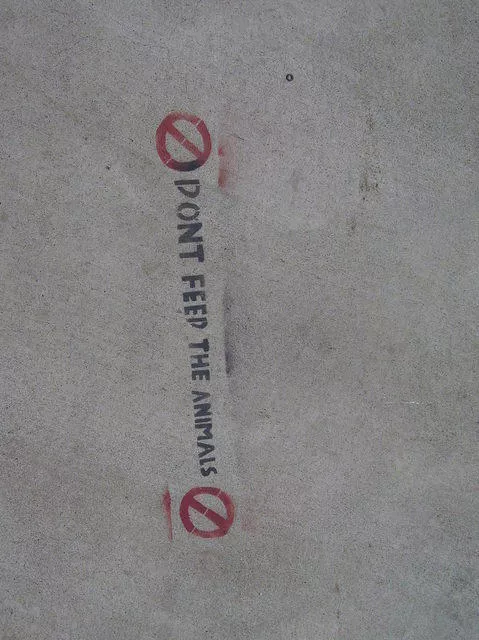 DONT FEED THE ANIMALS